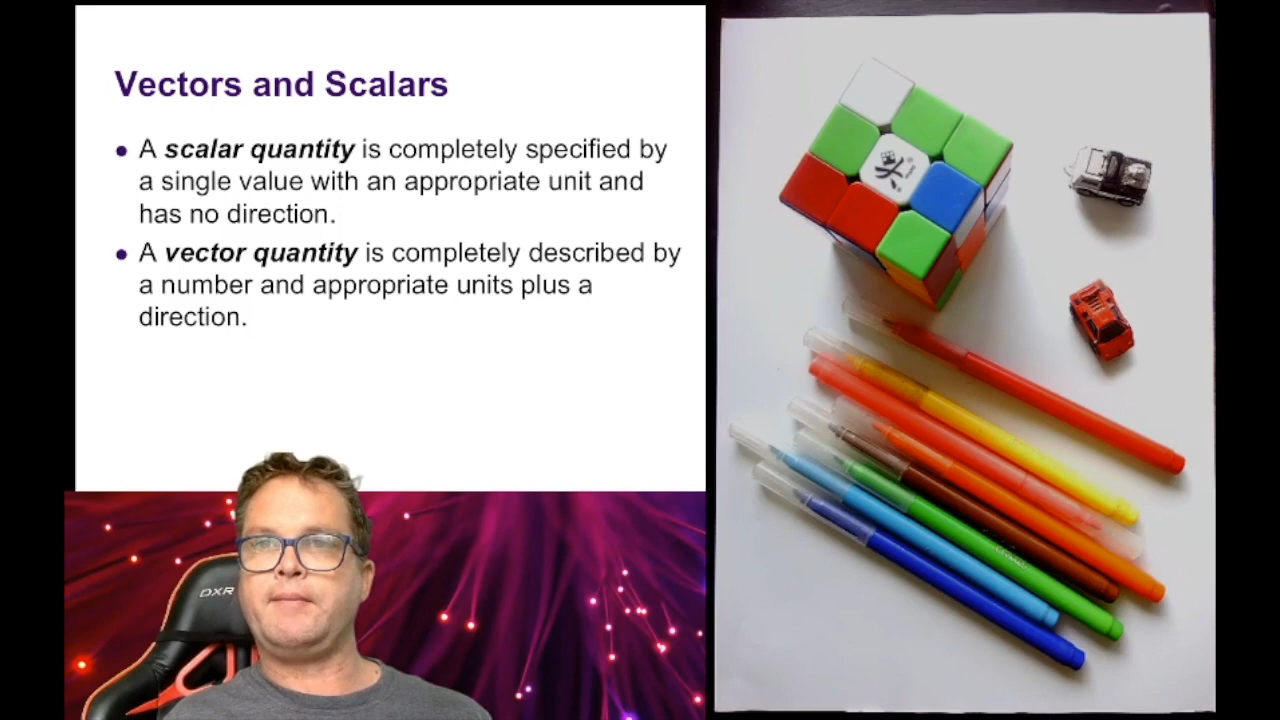 Vectors and Scalars
• A scalar quantity is completely specified by
a single value with an appropriate unit and
has no direction.
• A vector quantity is completely described by
a number and appropriate units plus a
direction.
DXR